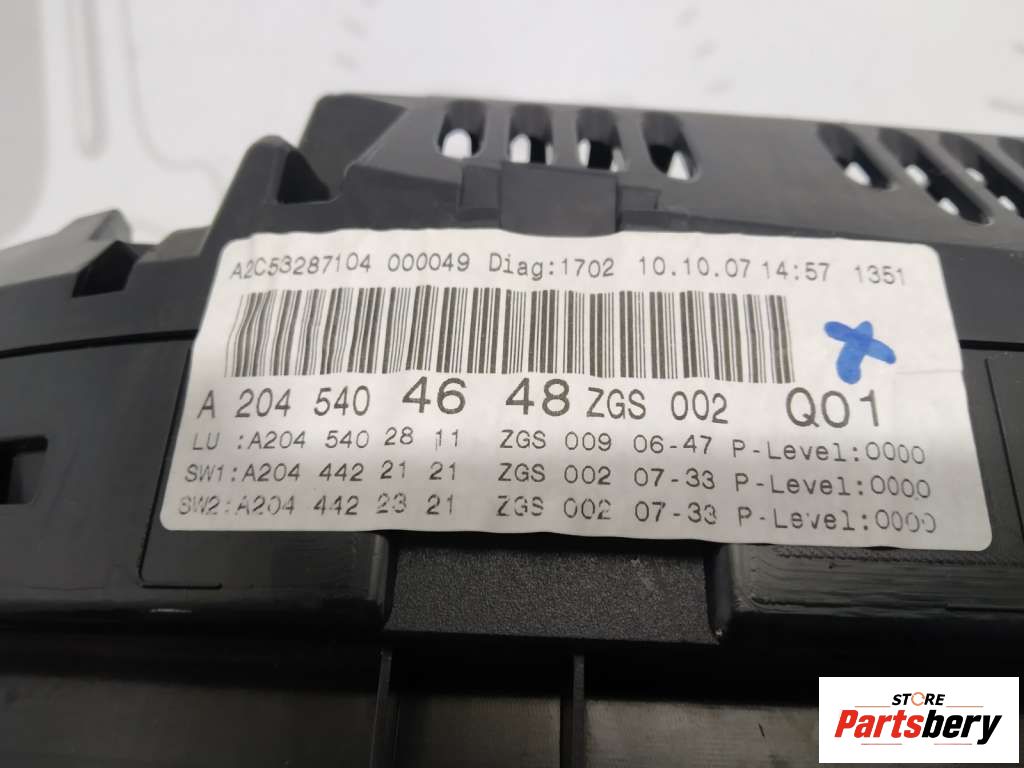 A2C53287104 000049 Diag:1702 10.10.07 14:57 1351
A 204 540 46 48 ZGS 002 Q01
LU :A204 540 28 11 ZGS 009 06-47 P-Level:0000
SW1:A204 442 21 21 ZGS 002 07-33 P-Level:0000
SW2:A204 442 23 21 ZGS 002 07-33 P-Level:0000
STORE
Partsbery